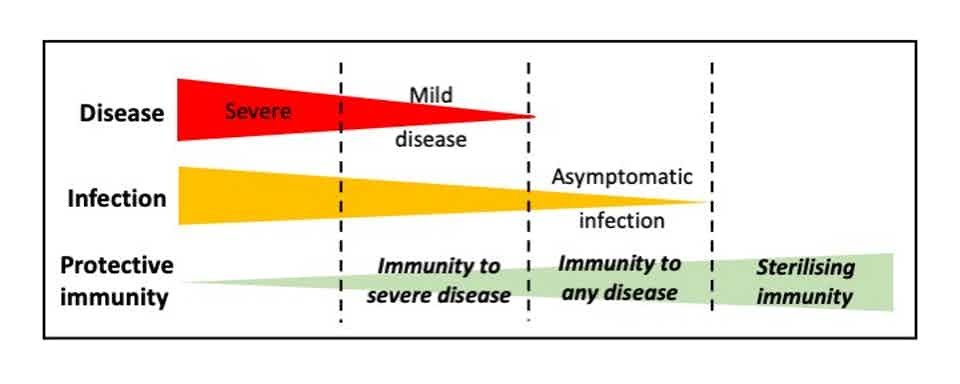 Disease
Severe
Mild
disease
Infection
Asymptomatic
infection
Protective
immunity
Immunity to
severe disease
Immunity to
any disease
Sterilising
immunity